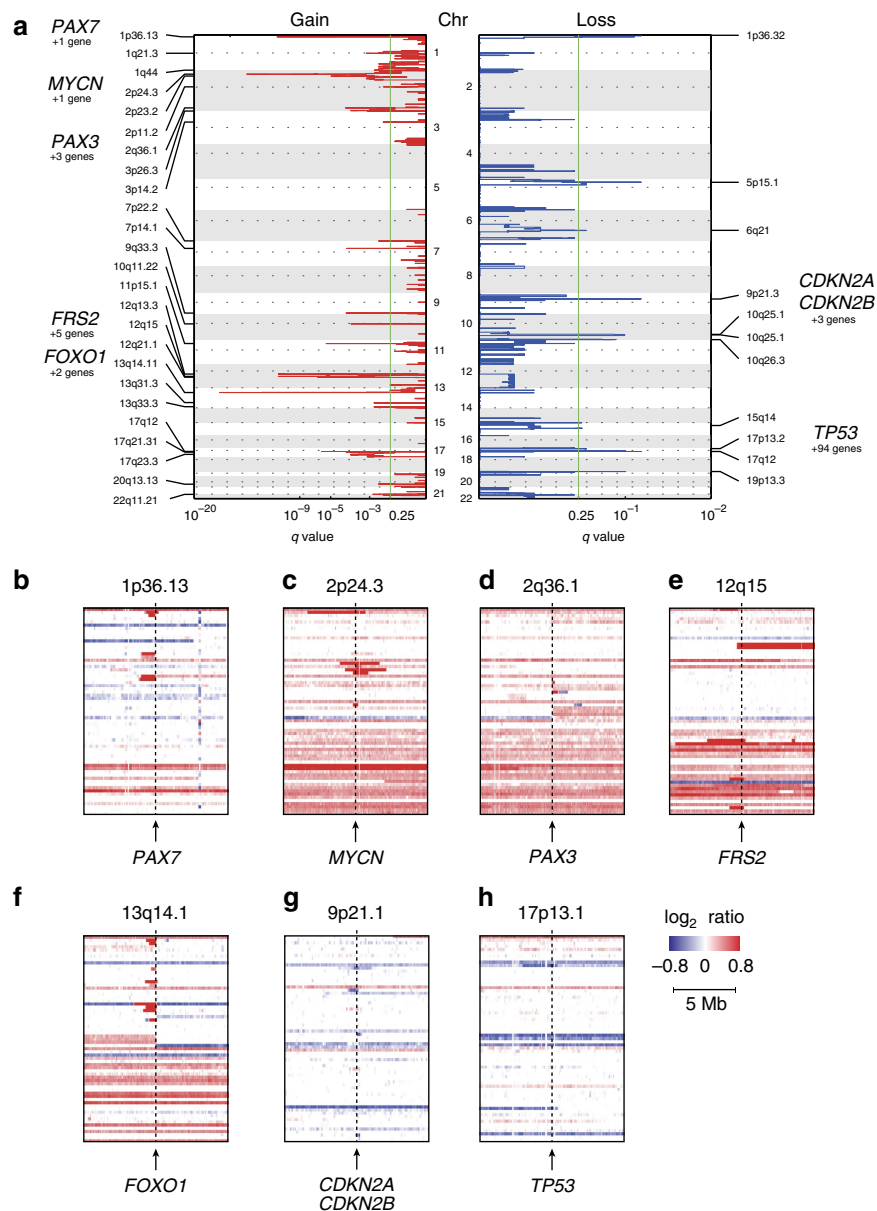 a
Gain
Chr
Loss
PAX7
+1 gene
MYCN
+1 gene
PAX3
+3 genes
FRS2
+5 genes
FOXO1
+2 genes
1p36.13
1q21.3
1q44
2p24.3
2p23.2
2p11.2
2q36.1
3p26.3
3p14.2
7p22.2
7p14.1
9q33.3
10q11.22
11p15.1
12q13.3
12q15
12q21.1
13q14.11
13q31.3
13q33.3
17q12
17q21.31
17q23.3
20q13.13
22q11.21
1
3
5
7
9
11
13
15
17
19
21
2
4
6
8
10
12
14
16
18
20
22
1p36.32
5p15.1
6q21
9p21.3
10q25.1
10q25.1
10q26.3
15q14
17p13.2
17q12
19p13.3
CDKN2A
CDKN2B
+3 genes
TP53
+94 genes
10⁻²⁰ 10⁻⁹ 10⁻⁵ 10⁻³ 0.25
q value
0.25 10⁻¹ 10⁻²
q value
b
1p36.13
PAX7
c
2p24.3
MYCN
d
2q36.1
PAX3
e
12q15
FRS2
f
13q14.1
FOXO1
g
9p21.1
CDKN2A
CDKN2B
h
17p13.1
TP53
log₂ ratio
−0.8 0 0.8
5 Mb